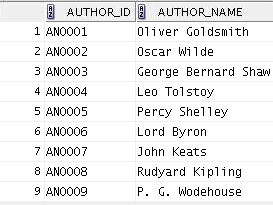 AUTHOR_ID AUTHOR_NAME
1 AN0001 Oliver Goldsmith
2 AN0002 Oscar Wilde
3 AN0003 George Bernard Shaw
4 AN0004 Leo Tolstoy
5 AN0005 Percy Shelley
6 AN0006 Lord Byron
7 AN0007 John Keats
8 AN0008 Rudyard Kipling
9 AN0009 P. G. Wodehouse